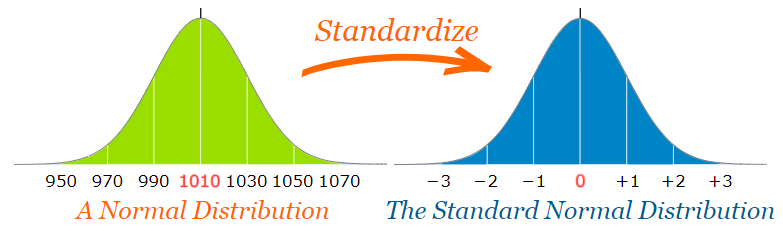 Standardize
950 970 990 1010 1030 1050 1070
−3 −2 −1 0 +1 +2 +3
A Normal Distribution
The Standard Normal Distribution